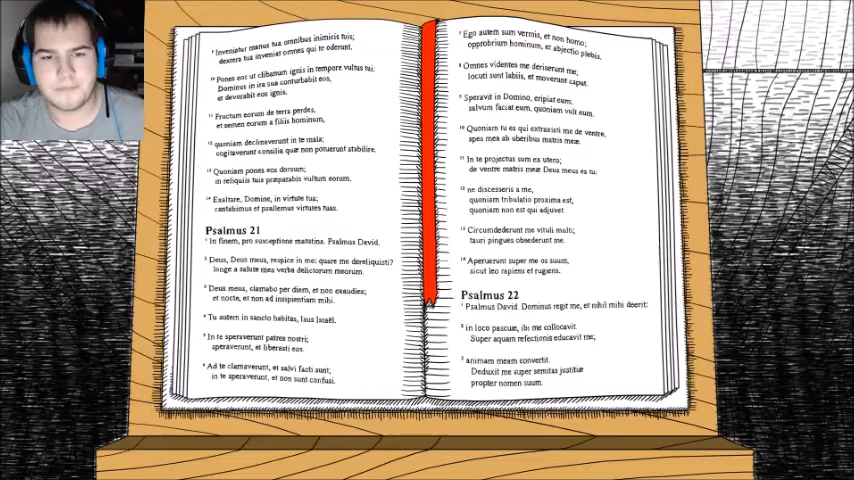 9 Inveniatur manus tua omnibus inimicis tuis;
dextera tua inveniat omnes qui te oderunt.
10 Pones eos ut clibanum ignis in tempore vultus tui:
Dominus in ira sua conturbabit eos,
et devorabit eos ignis.
11 Fructum eorum de terra perdes,
et semen eorum a filiis hominum,
12 quoniam declinaverunt in te mala;
cogitaverunt consilia quæ non potuerunt stabilire.
13 Quoniam pones eos dorsum;
in reliquiis tuis præparabis vultum eorum.
14 Exaltare, Domine, in virtute tua;
cantabimus et psallemus virtutes tuas.
Psalmus 21
1 In finem, pro susceptione matutina. Psalmus David.
2 Deus, Deus meus, respice in me: quare me dereliquisti?
longe a salute mea verba delictorum meorum.
3 Deus meus, clamabo per diem, et non exaudies;
et nocte, et non ad insipientiam mihi.
4 Tu autem in sancto habitas, laus Israël.
5 In te speraverunt patres nostri;
speraverunt, et liberasti eos.
6 Ad te clamaverunt, et salvi facti sunt;
in te speraverunt, et non sunt confusi.
7 Ego autem sum vermis, et non homo;
opprobrium hominum, et abjectio plebis.
8 Omnes videntes me deriserunt me;
locuti sunt labiis, et moverunt caput.
9 Speravit in Domino, eripiat eum:
salvum faciat eum, quoniam vult eum.
10 Quoniam tu es qui extraxisti me de ventre,
spes mea ab uberibus matris meæ.
11 In te projectus sum ex utero;
de ventre matris meæ Deus meus es tu:
12 ne discesseris a me,
quoniam tribulatio proxima est,
quoniam non est qui adjuvet.
13 Circumdederunt me vituli multi;
tauri pingues obsederunt me.
14 Aperuerunt super me os suum,
sicut leo rapiens et rugiens.
Psalmus 22
1 Psalmus David. Dominus regit me, et nihil mihi deerit:
2 in loco pascuæ, ibi me collocavit.
Super aquam refectionis educavit me;
3 animam meam convertit.
Deduxit me super semitas justitiæ
propter nomen suum.